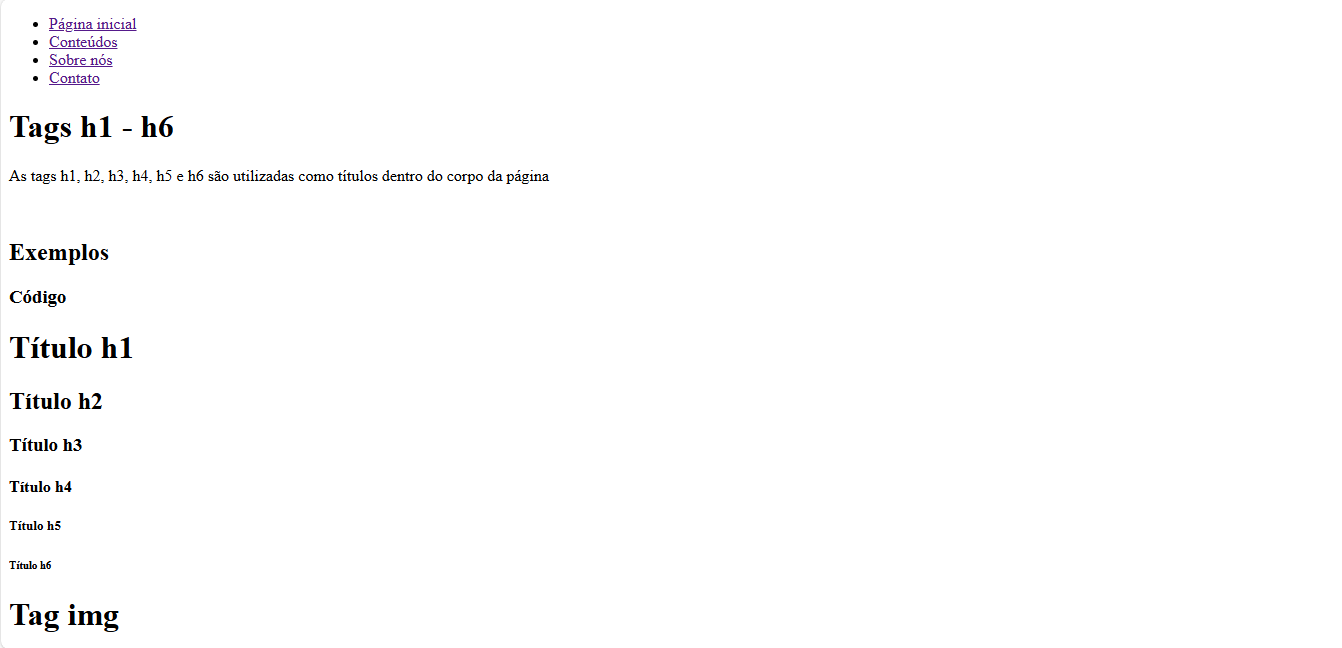 Página inicial
Conteúdos
Sobre nós
Contato
Tags h1 - h6
As tags h1, h2, h3, h4, h5 e h6 são utilizadas como títulos dentro do corpo da página
Exemplos
Código
Título h1
Título h2
Título h3
Título h4
Título h5
Título h6
Tag img